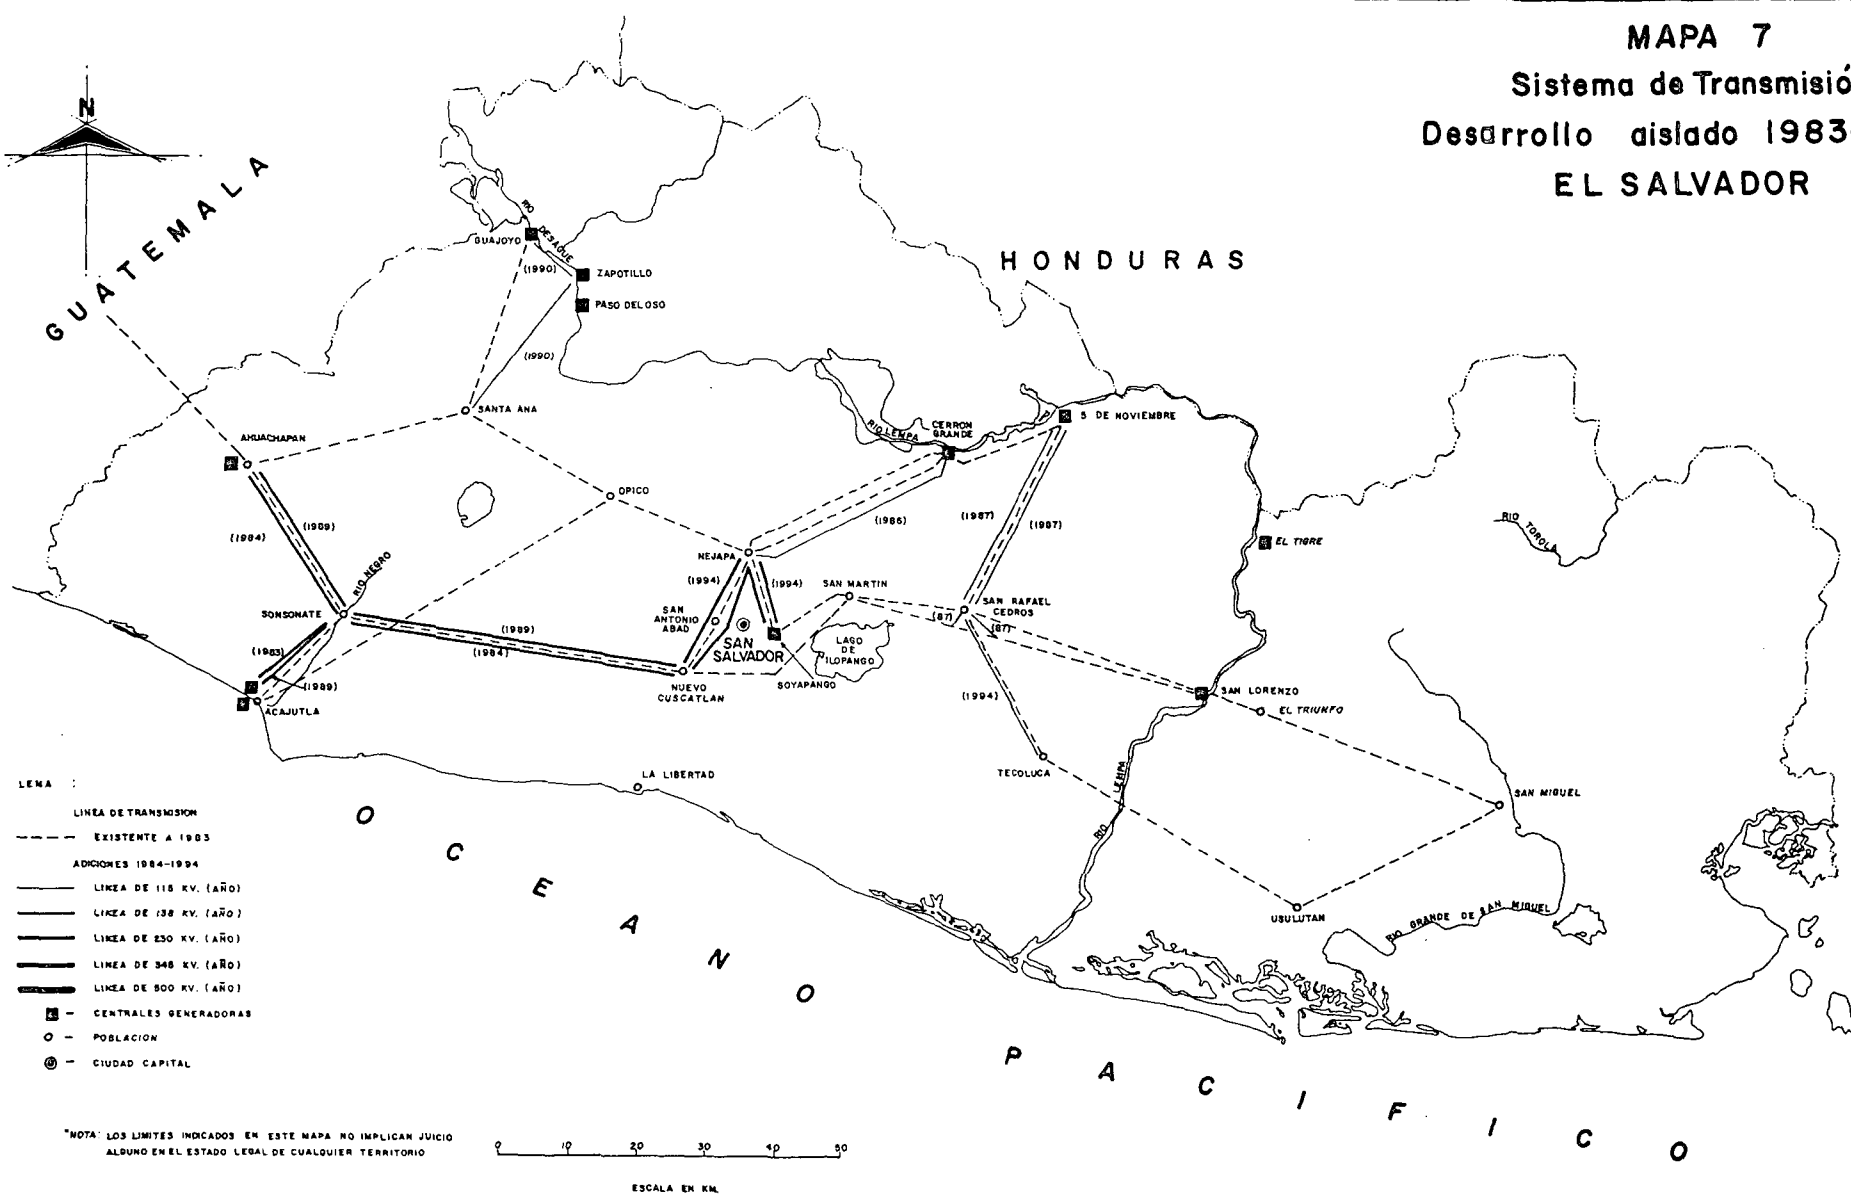 MAPA 7
Sistema de Transmisió
Desarrollo aislado 1983
EL SALVADOR
N
GUATEMALA
HONDURAS
RIO DESAGUE
GUAJOYO
(1990)
ZAPOTILLO
PASO DEL OSO
(1990)
SANTA ANA
AHUACHAPAN
RIO LEMPA
CERRON
GRANDE
5 DE NOVIEMBRE
OPICO
(1989)
(1984)
(1986)
(1987)
(1987)
RIO TOROLA
EL TIGRE
NEJAPA
RIO NEGRO
(1994)
(1994)
SAN MARTIN
SONSONATE
SAN
ANTONIO
ABAD
SAN
SALVADOR
SAN RAFAEL
CEDROS
(87)
(87)
LAGO
DE
ILOPANGO
(1989)
(1984)
(1983)
(1989)
NUEVO
CUSCATLAN
SOYAPANGO
(1994)
SAN LORENZO
EL TRIUNFO
ACAJUTLA
LA LIBERTAD
TECOLUCA
RIO LEMPA
SAN MIGUEL
USULUTAN
RIO GRANDE DE SAN MIGUEL
OCEANO PACIFICO
LEMA :
LINEA DE TRANSMISION
EXISTENTE A 1983
ADICIONES 1984-1994
LINEA DE 115 KV. (AÑO)
LINEA DE 138 KV. (AÑO)
LINEA DE 230 KV. (AÑO)
LINEA DE 345 KV. (AÑO)
LINEA DE 500 KV. (AÑO)
- CENTRALES GENERADORAS
- POBLACION
- CIUDAD CAPITAL
*NOTA: LOS LIMITES INDICADOS EN ESTE MAPA NO IMPLICAN JUICIO
ALGUNO EN EL ESTADO LEGAL DE CUALQUIER TERRITORIO
0 10 20 30 40 50
ESCALA EN KM.